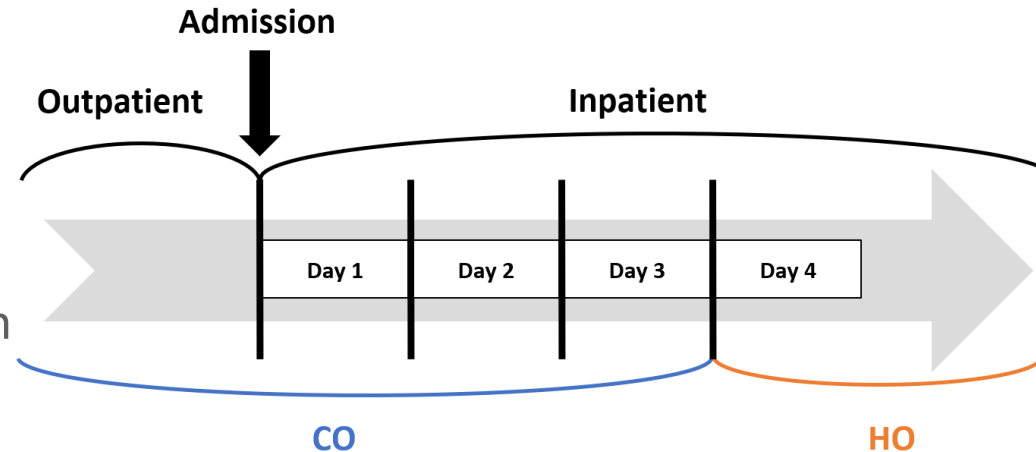 Admission
Outpatient
Inpatient
Day 1
Day 2
Day 3
Day 4
n
CO
HO